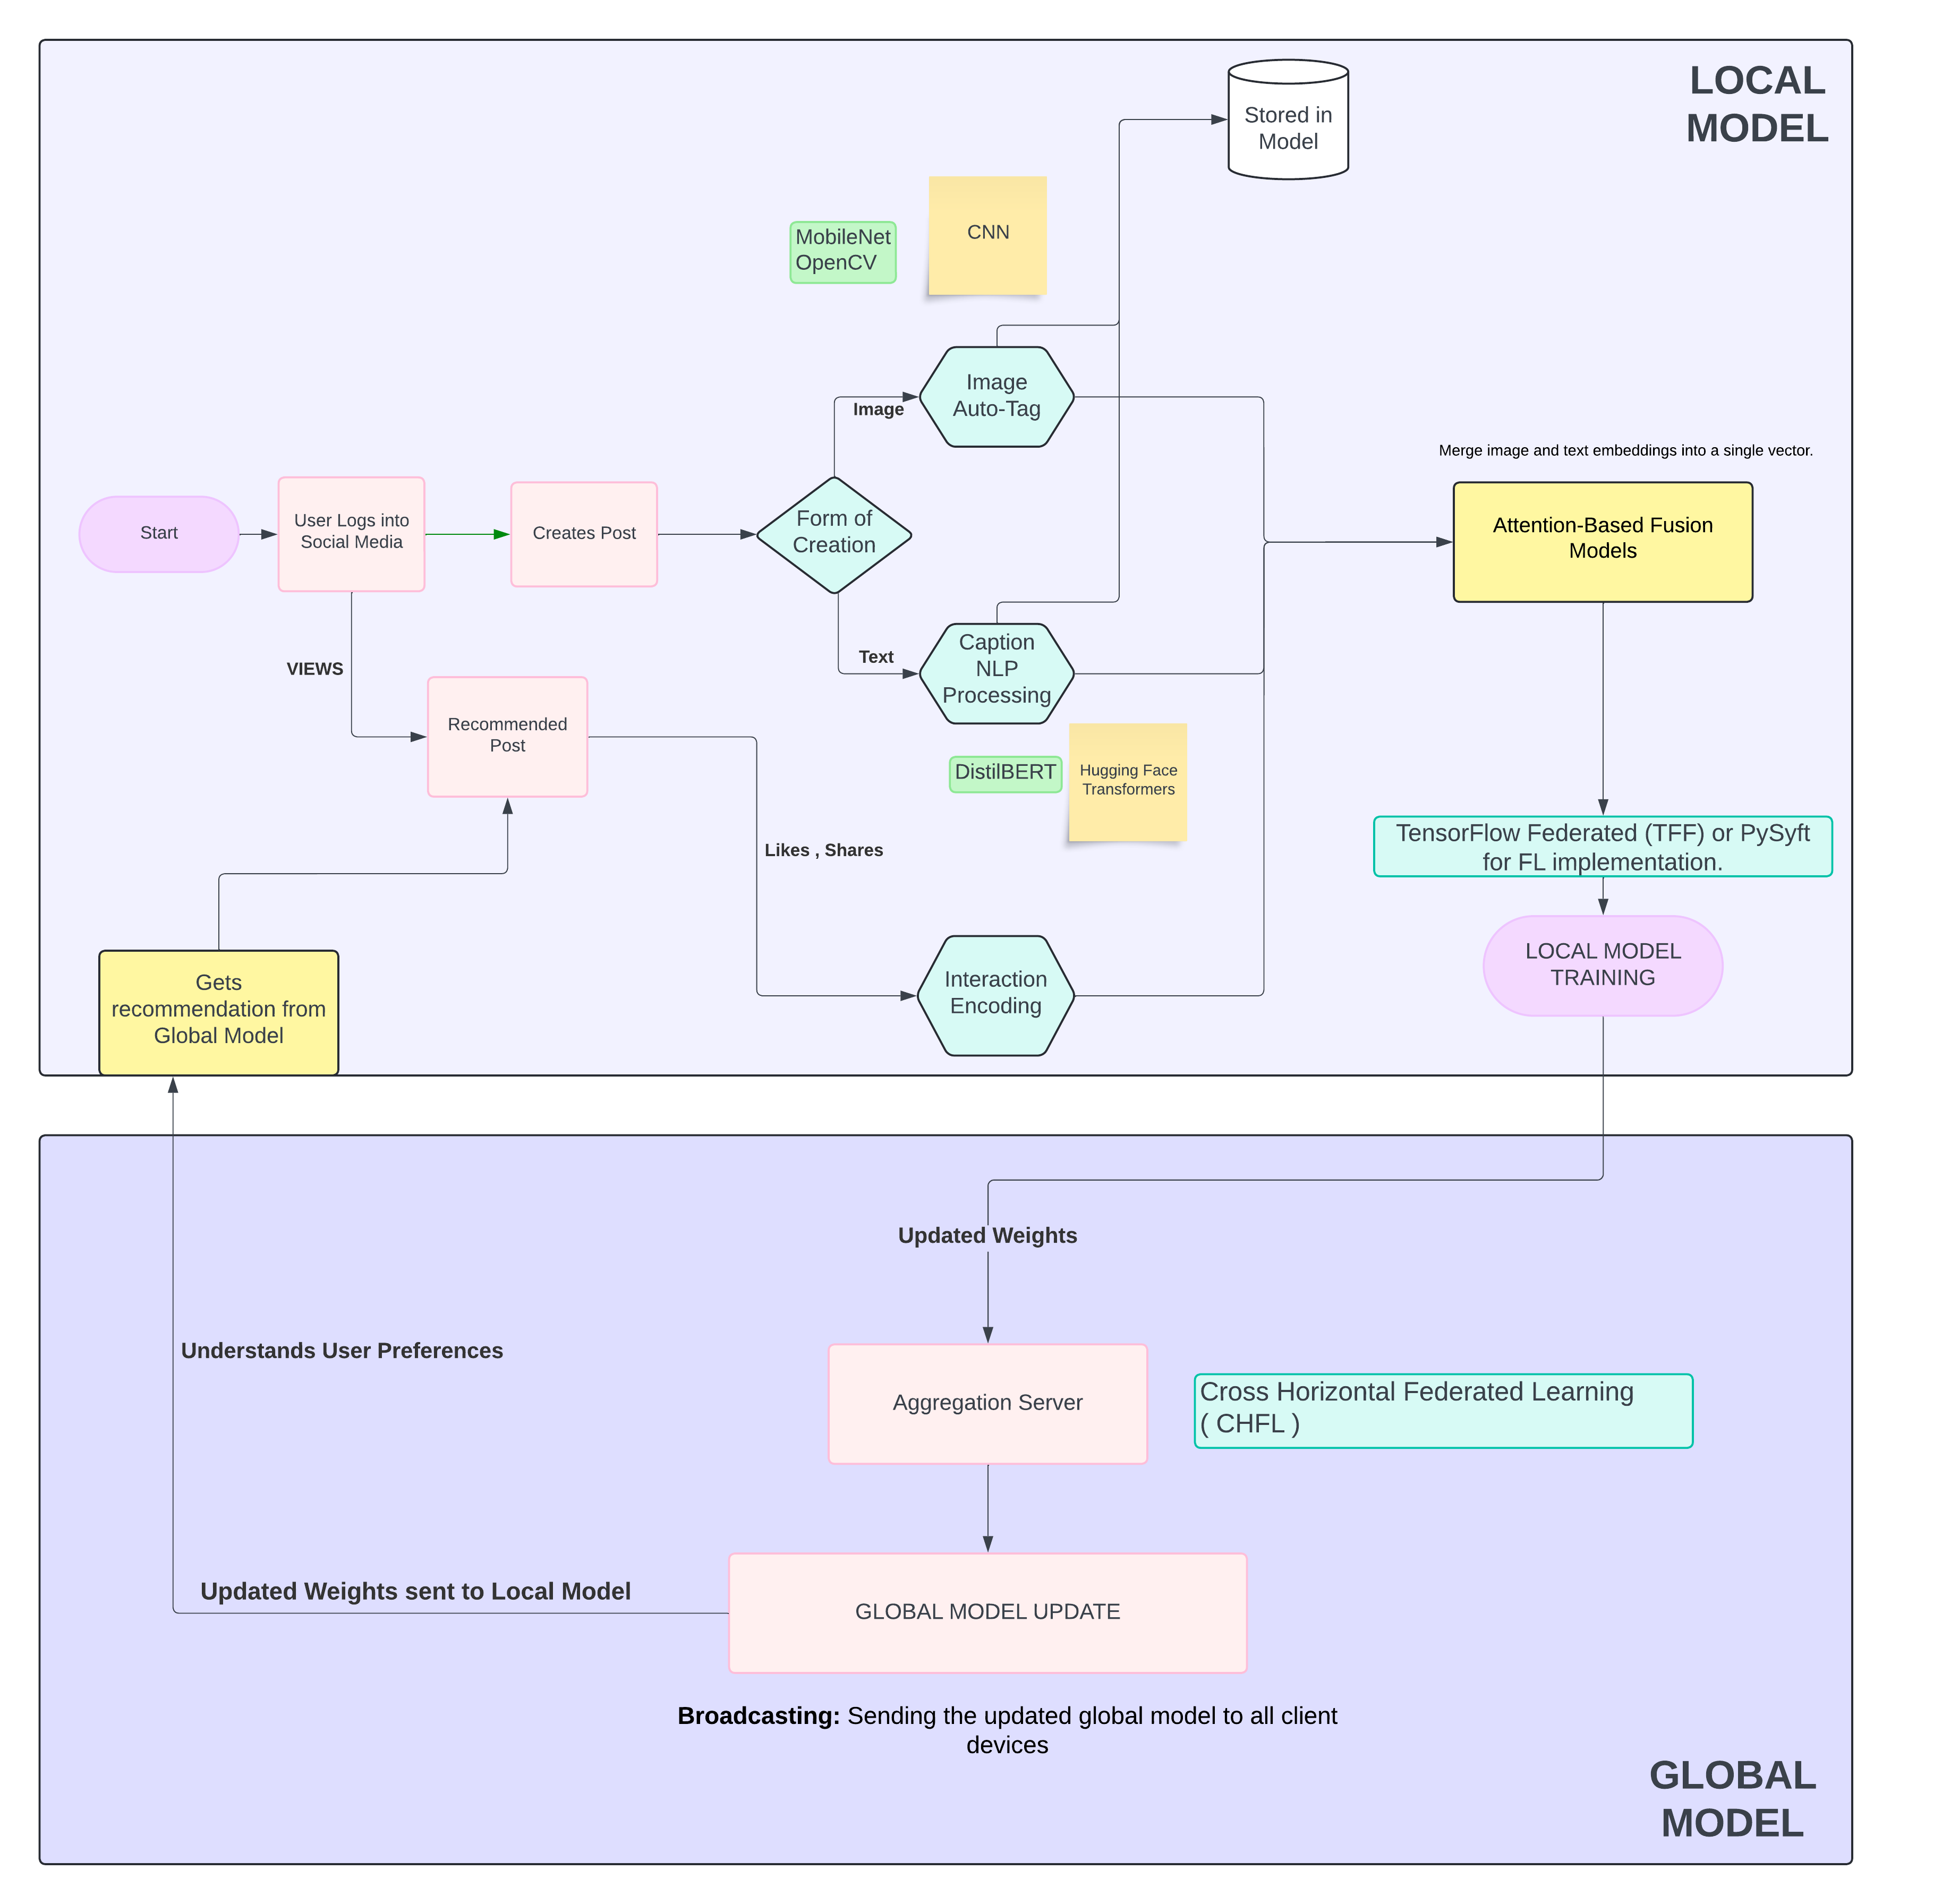 LOCAL
MODEL
Stored in
Model
MobileNet
OpenCV
CNN
Image
Auto-Tag
Image
Merge image and text embeddings into a single vector.
Start
User Logs into
Social Media
Creates Post
Form of
Creation
Attention-Based Fusion
Models
VIEWS
Text
Caption
NLP
Processing
Recommended
Post
DistilBERT
Hugging Face
Transformers
Likes , Shares
TensorFlow Federated (TFF) or PySyft
for FL implementation.
LOCAL MODEL
TRAINING
Gets
recommendation from
Global Model
Interaction
Encoding
Updated Weights
Understands User Preferences
Aggregation Server
Cross Horizontal Federated Learning
( CHFL )
Updated Weights sent to Local Model
GLOBAL MODEL UPDATE
Broadcasting: Sending the updated global model to all client
devices
GLOBAL
MODEL